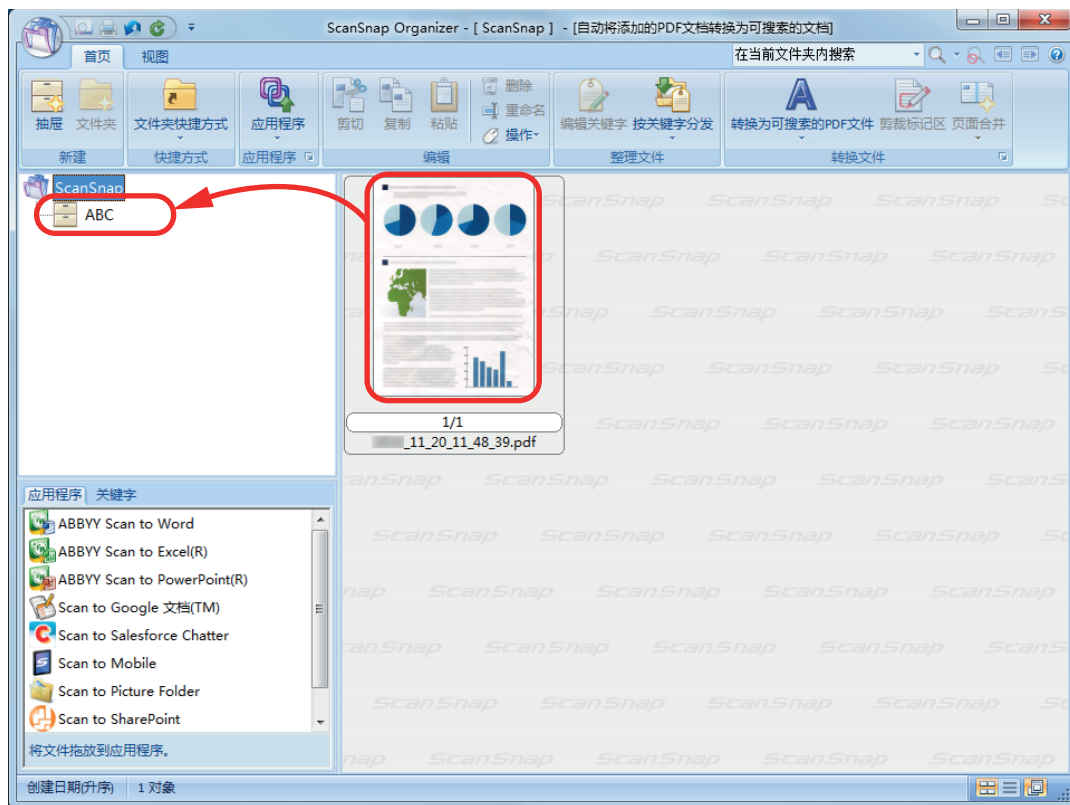 ScanSnap Organizer - [ ScanSnap ] - [自动将添加的PDF文档转换为可搜索的文档]
首页 视图
在当前文件夹内搜索
抽屉 文件夹 文件夹快捷方式 应用程序 剪切 复制 粘贴 删除 重命名 操作 编辑关键字 按关键字分发 转换为可搜索的PDF文件 剪裁标记区 页面合并
新建 快捷方式 应用程序 编辑 整理文件 转换文件
ScanSnap
ABC
1/1
_11_20_11_48_39.pdf
应用程序 关键字
ABBYY Scan to Word
ABBYY Scan to Excel(R)
ABBYY Scan to PowerPoint(R)
Scan to Google 文档(TM)
Scan to Salesforce Chatter
Scan to Mobile
Scan to Picture Folder
Scan to SharePoint
将文件拖放到应用程序。
创建日期(升序) 1 对象